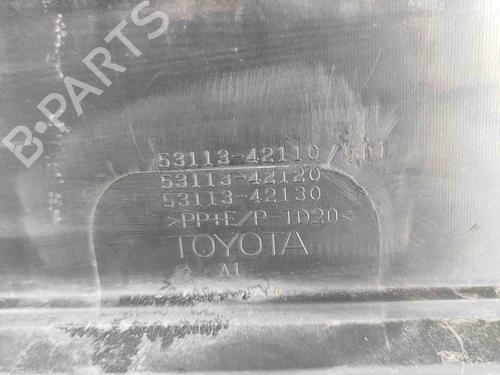 B-PARTS
53113-42110/
53113-42120
53113-42130
>PP+E/P-TD20<
TOYOTA
A1